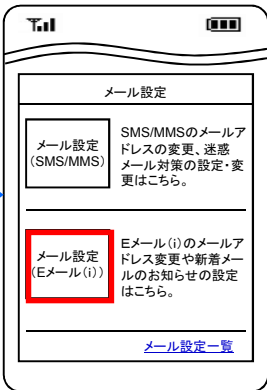 メール設定
メール設定
（SMS/MMS）
SMS/MMSのメールア
ドレスの変更、迷惑
メール対策の設定・変
更はこちら。
メール設定
（Eメール（i））
Eメール（i）のメールア
ドレス変更や新着メー
ルのお知らせの設定
はこちら。
メール設定一覧